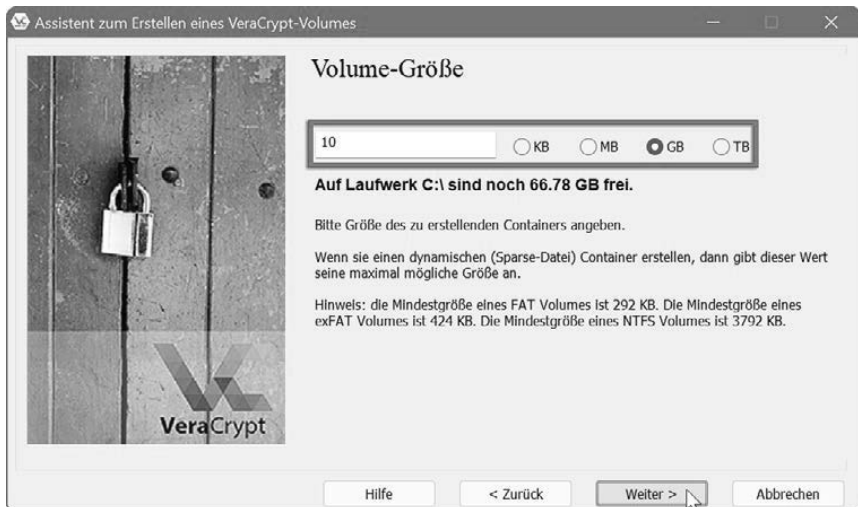 Assistent zum Erstellen eines VeraCrypt-Volumes
Volume-Größe
10 KB MB GB TB
Auf Laufwerk C:\ sind noch 66.78 GB frei.
Bitte Größe des zu erstellenden Containers angeben.
Wenn sie einen dynamischen (Sparse-Datei) Container erstellen, dann gibt dieser Wert
seine maximal mögliche Größe an.
Hinweis: die Mindestgröße eines FAT Volumes ist 292 KB. Die Mindestgröße eines
exFAT Volumes ist 424 KB. Die Mindestgröße eines NTFS Volumes ist 3792 KB.
VeraCrypt
Hilfe < Zurück Weiter > Abbrechen